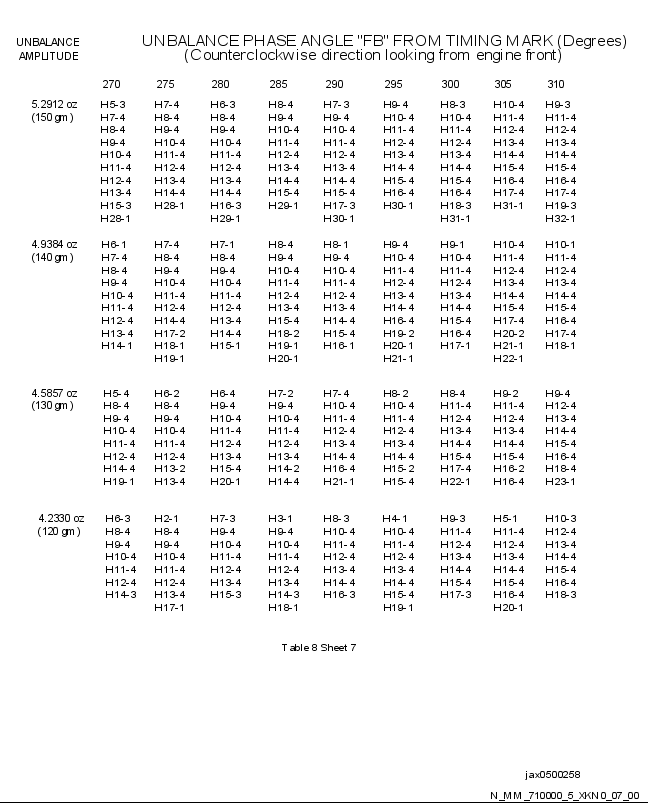 UNBALANCE AMPLITUDE
UNBALANCE PHASE ANGLE "FB" FROM TIMING MARK (Degrees)
(Counterclockwise direction looking from engine front)
270 275 280 285 290 295 300 305 310
5.2912 oz H5-3 H7-4 H6-3 H8-4 H7-3 H9-4 H8-3 H10-4 H9-3
(150 gm) H7-4 H8-4 H8-4 H9-4 H9-4 H10-4 H10-4 H11-4 H11-4
H8-4 H9-4 H9-4 H10-4 H10-4 H11-4 H11-4 H12-4 H12-4
H9-4 H10-4 H10-4 H11-4 H11-4 H12-4 H12-4 H13-4 H13-4
H10-4 H11-4 H11-4 H12-4 H12-4 H13-4 H13-4 H14-4 H14-4
H11-4 H12-4 H12-4 H13-4 H13-4 H14-4 H14-4 H15-4 H15-4
H12-4 H13-4 H13-4 H14-4 H14-4 H15-4 H15-4 H16-4 H16-4
H13-4 H14-4 H14-4 H15-4 H15-4 H16-4 H16-4 H17-4 H17-4
H15-3 H28-1 H16-3 H29-1 H17-3 H30-1 H18-3 H31-1 H19-3
H28-1 H29-1 H30-1 H31-1 H32-1
4.9384 oz H6-1 H7-4 H7-1 H8-4 H8-1 H9-4 H9-1 H10-4 H10-1
(140 gm) H7-4 H8-4 H8-4 H9-4 H9-4 H10-4 H10-4 H11-4 H11-4
H8-4 H9-4 H9-4 H10-4 H10-4 H11-4 H11-4 H12-4 H12-4
H9-4 H10-4 H10-4 H11-4 H11-4 H12-4 H12-4 H13-4 H13-4
H10-4 H11-4 H11-4 H12-4 H12-4 H13-4 H13-4 H14-4 H14-4
H11-4 H12-4 H12-4 H13-4 H13-4 H14-4 H14-4 H15-4 H15-4
H12-4 H14-4 H13-4 H15-4 H14-4 H16-4 H15-4 H17-4 H16-4
H13-4 H17-2 H14-4 H18-2 H15-4 H19-2 H16-4 H20-2 H17-4
H14-1 H18-1 H15-1 H19-1 H16-1 H20-1 H17-1 H21-1 H18-1
H19-1 H20-1 H21-1 H22-1
4.5857 oz H5-4 H6-2 H6-4 H7-2 H7-4 H8-2 H8-4 H9-2 H9-4
(130 gm) H8-4 H8-4 H9-4 H9-4 H10-4 H10-4 H11-4 H11-4 H12-4
H9-4 H9-4 H10-4 H10-4 H11-4 H11-4 H12-4 H12-4 H13-4
H10-4 H10-4 H11-4 H11-4 H12-4 H12-4 H13-4 H13-4 H14-4
H11-4 H11-4 H12-4 H12-4 H13-4 H13-4 H14-4 H14-4 H15-4
H12-4 H12-4 H13-4 H13-4 H14-4 H14-4 H15-4 H15-4 H16-4
H14-4 H13-2 H15-4 H14-2 H16-4 H15-2 H17-4 H16-2 H18-4
H19-1 H13-4 H20-1 H14-4 H21-1 H15-4 H22-1 H16-4 H23-1
4.2330 oz H6-3 H2-1 H7-3 H3-1 H8-3 H4-1 H9-3 H5-1 H10-3
(120 gm) H8-4 H8-4 H9-4 H9-4 H10-4 H10-4 H11-4 H11-4 H12-4
H9-4 H9-4 H10-4 H10-4 H11-4 H11-4 H12-4 H12-4 H13-4
H10-4 H10-4 H11-4 H11-4 H12-4 H12-4 H13-4 H13-4 H14-4
H11-4 H11-4 H12-4 H12-4 H13-4 H13-4 H14-4 H14-4 H15-4
H12-4 H12-4 H13-4 H13-4 H14-4 H14-4 H15-4 H15-4 H16-4
H14-3 H13-4 H15-3 H14-3 H16-3 H15-4 H17-3 H16-4 H18-3
H17-1 H18-1 H19-1 H20-1
Table 8 Sheet 7
jax0500258
N_MM_710000_5_XKN0_07_00